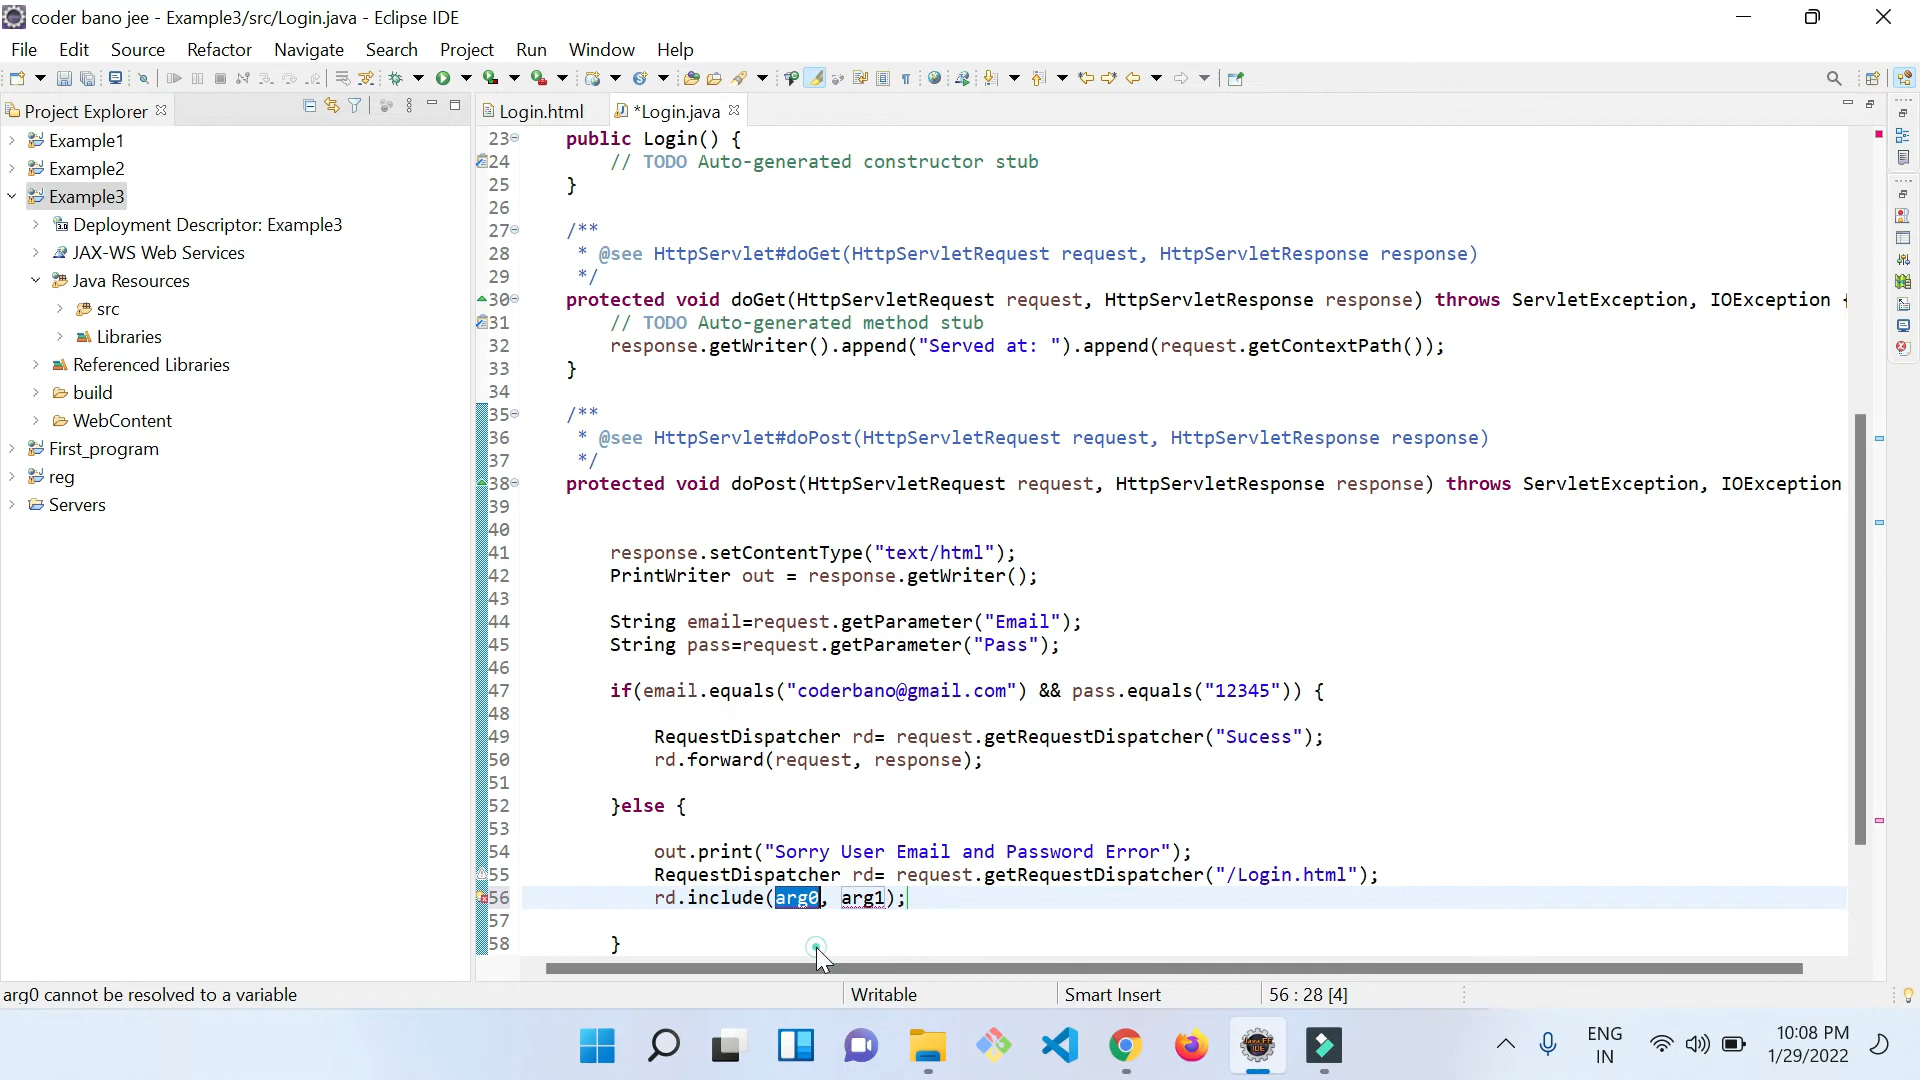 coder bano jee - Example3/src/Login.java - Eclipse IDE
File Edit Source Refactor Navigate Search Project Run Window Help
Project Explorer
Example1
Example2
Example3
Deployment Descriptor: Example3
JAX-WS Web Services
Java Resources
src
Libraries
Referenced Libraries
build
WebContent
First_program
reg
Servers
Login.html *Login.java
23 public Login() {
24 // TODO Auto-generated constructor stub
25 }
26
27 /**
28 * @see HttpServlet#doGet(HttpServletRequest request, HttpServletResponse response)
29 */
30 protected void doGet(HttpServletRequest request, HttpServletResponse response) throws ServletException, IOException {
31 // TODO Auto-generated method stub
32 response.getWriter().append("Served at: ").append(request.getContextPath());
33 }
34
35 /**
36 * @see HttpServlet#doPost(HttpServletRequest request, HttpServletResponse response)
37 */
38 protected void doPost(HttpServletRequest request, HttpServletResponse response) throws ServletException, IOException
39
40
41 response.setContentType("text/html");
42 PrintWriter out = response.getWriter();
43
44 String email=request.getParameter("Email");
45 String pass=request.getParameter("Pass");
46
47 if(email.equals("coderbano@gmail.com") && pass.equals("12345")) {
48
49 RequestDispatcher rd= request.getRequestDispatcher("Sucess");
50 rd.forward(request, response);
51
52 }else {
53
54 out.print("Sorry User Email and Password Error");
55 RequestDispatcher rd= request.getRequestDispatcher("/Login.html");
56 rd.include(arg0, arg1);
57
58 }
arg0 cannot be resolved to a variable Writable Smart Insert 56 : 28 [4]
ENG
IN
10:08 PM
1/29/2022